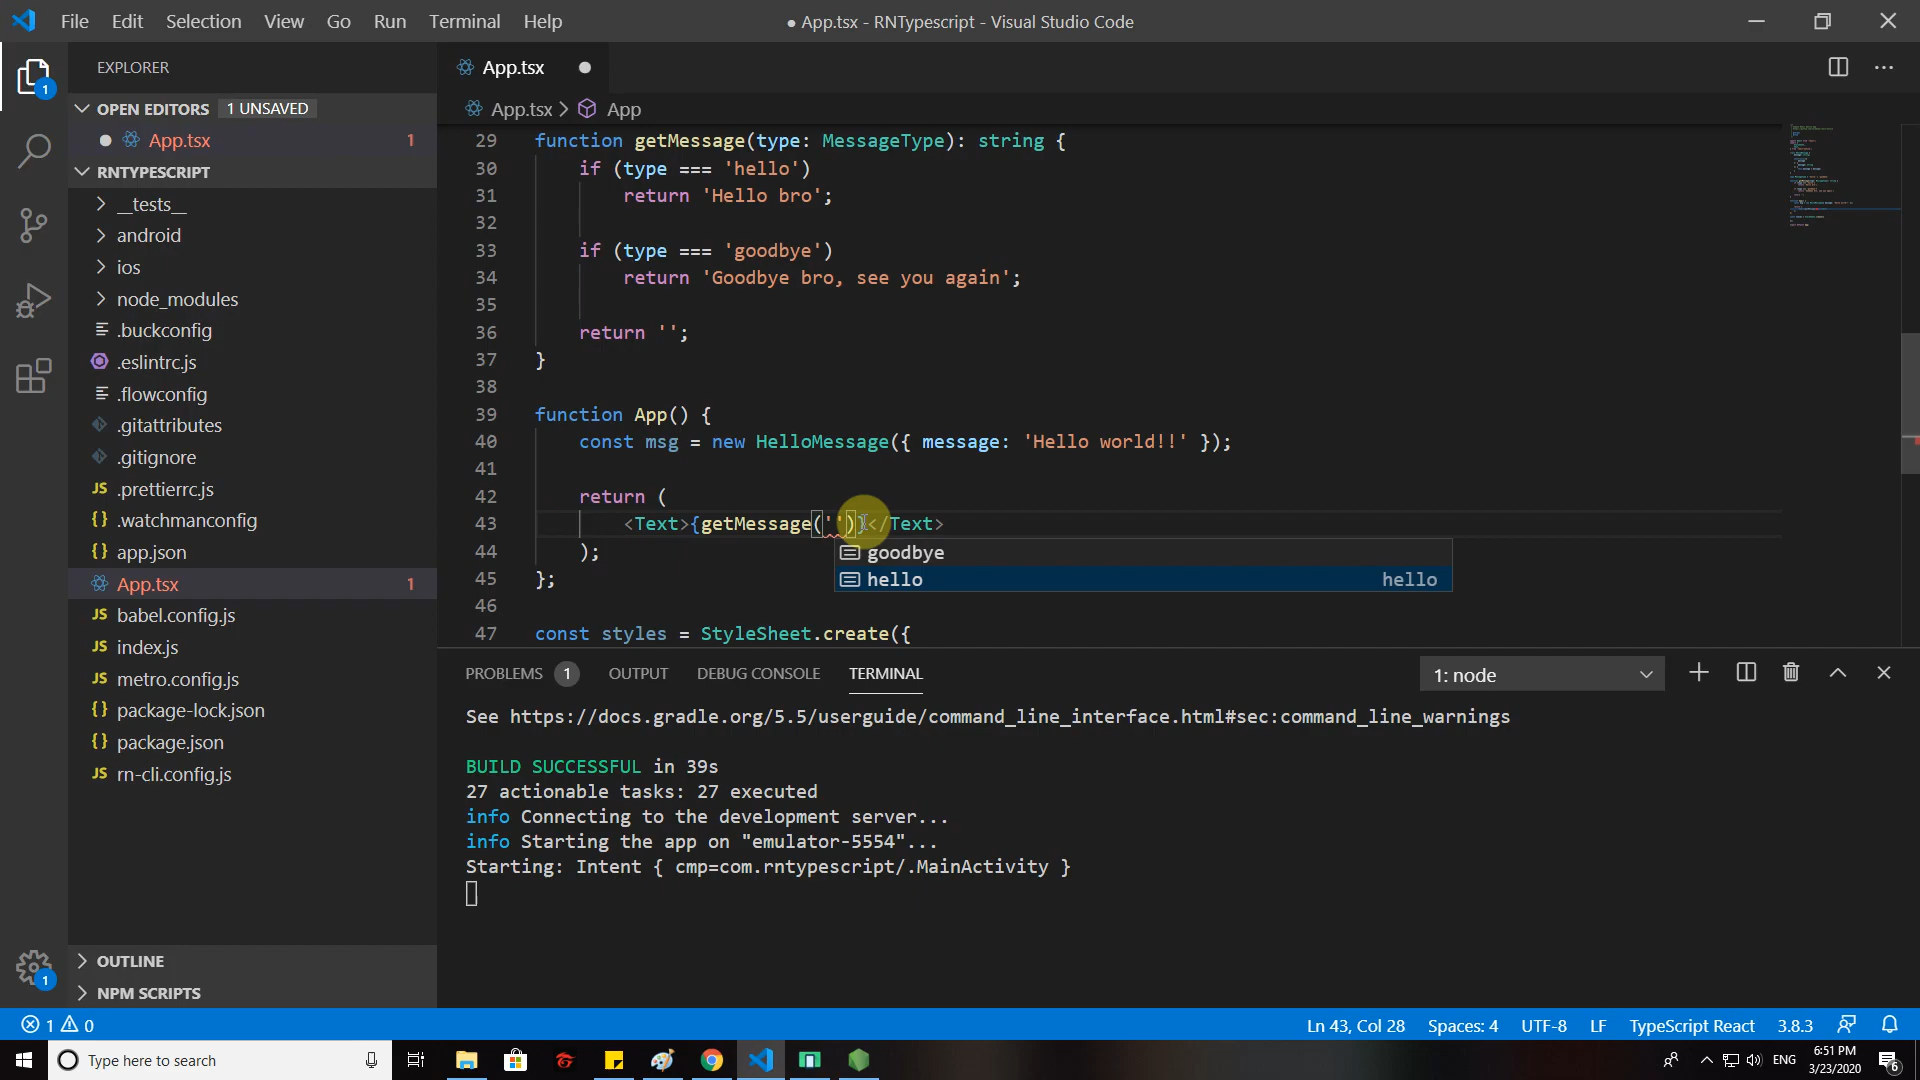 File Edit Selection View Go Run Terminal Help
● App.tsx - RNTypescript - Visual Studio Code
EXPLORER
OPEN EDITORS 1 UNSAVED
App.tsx 1
RNTYPESCRIPT
__tests__
android
ios
node_modules
.buckconfig
.eslintrc.js
.flowconfig
.gitattributes
.gitignore
JS .prettierrc.js
.watchmanconfig
{} app.json
App.tsx 1
JS babel.config.js
JS index.js
JS metro.config.js
{} package-lock.json
{} package.json
JS rn-cli.config.js
OUTLINE
NPM SCRIPTS
1
1
App.tsx
App.tsx > App
29 function getMessage(type: MessageType): string {
30 if (type === 'hello')
31 return 'Hello bro';
32
33 if (type === 'goodbye')
34 return 'Goodbye bro, see you again';
35
36 return '';
37 }
38
39 function App() {
40 const msg = new HelloMessage({ message: 'Hello world!!' });
41
42 return (
43 <Text>{getMessage('')}</Text>
44 );
45 };
46
47 const styles = StyleSheet.create({
goodbye
hello hello
PROBLEMS 1 OUTPUT DEBUG CONSOLE TERMINAL
1: node
See https://docs.gradle.org/5.5/userguide/command_line_interface.html#sec:command_line_warnings
BUILD SUCCESSFUL in 39s
27 actionable tasks: 27 executed
info Connecting to the development server...
info Starting the app on "emulator-5554"...
Starting: Intent { cmp=com.rntypescript/.MainActivity }
1 0
Ln 43, Col 28 Spaces: 4 UTF-8 LF TypeScript React 3.8.3
Type here to search
ENG
6:51 PM
3/23/2020
6